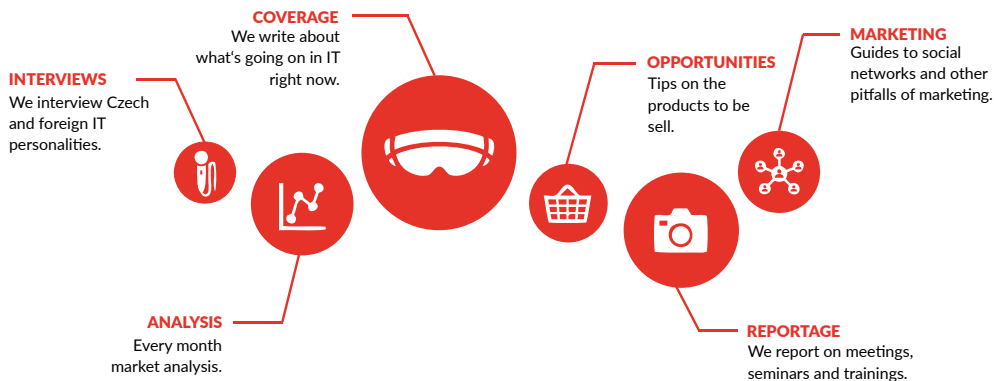 INTERVIEWS
We interview Czech
and foreign IT
personalities.
COVERAGE
We write about
what‘s going on in IT
right now.
OPPORTUNITIES
Tips on the
products to be
sell.
MARKETING
Guides to social
networks and other
pitfalls of marketing.
ANALYSIS
Every month
market analysis.
REPORTAGE
We report on meetings,
seminars and trainings.